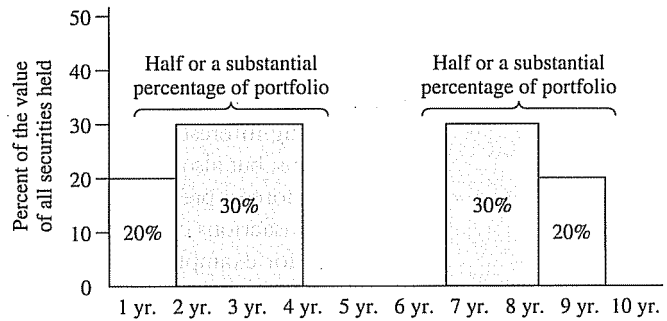 Percent of the value
of all securities held
50
40
30
20
10
0
Half or a substantial
percentage of portfolio
Half or a substantial
percentage of portfolio
20%
30%
30%
20%
1 yr. 2 yr. 3 yr. 4 yr. 5 yr. 6 yr. 7 yr. 8 yr. 9 yr. 10 yr.